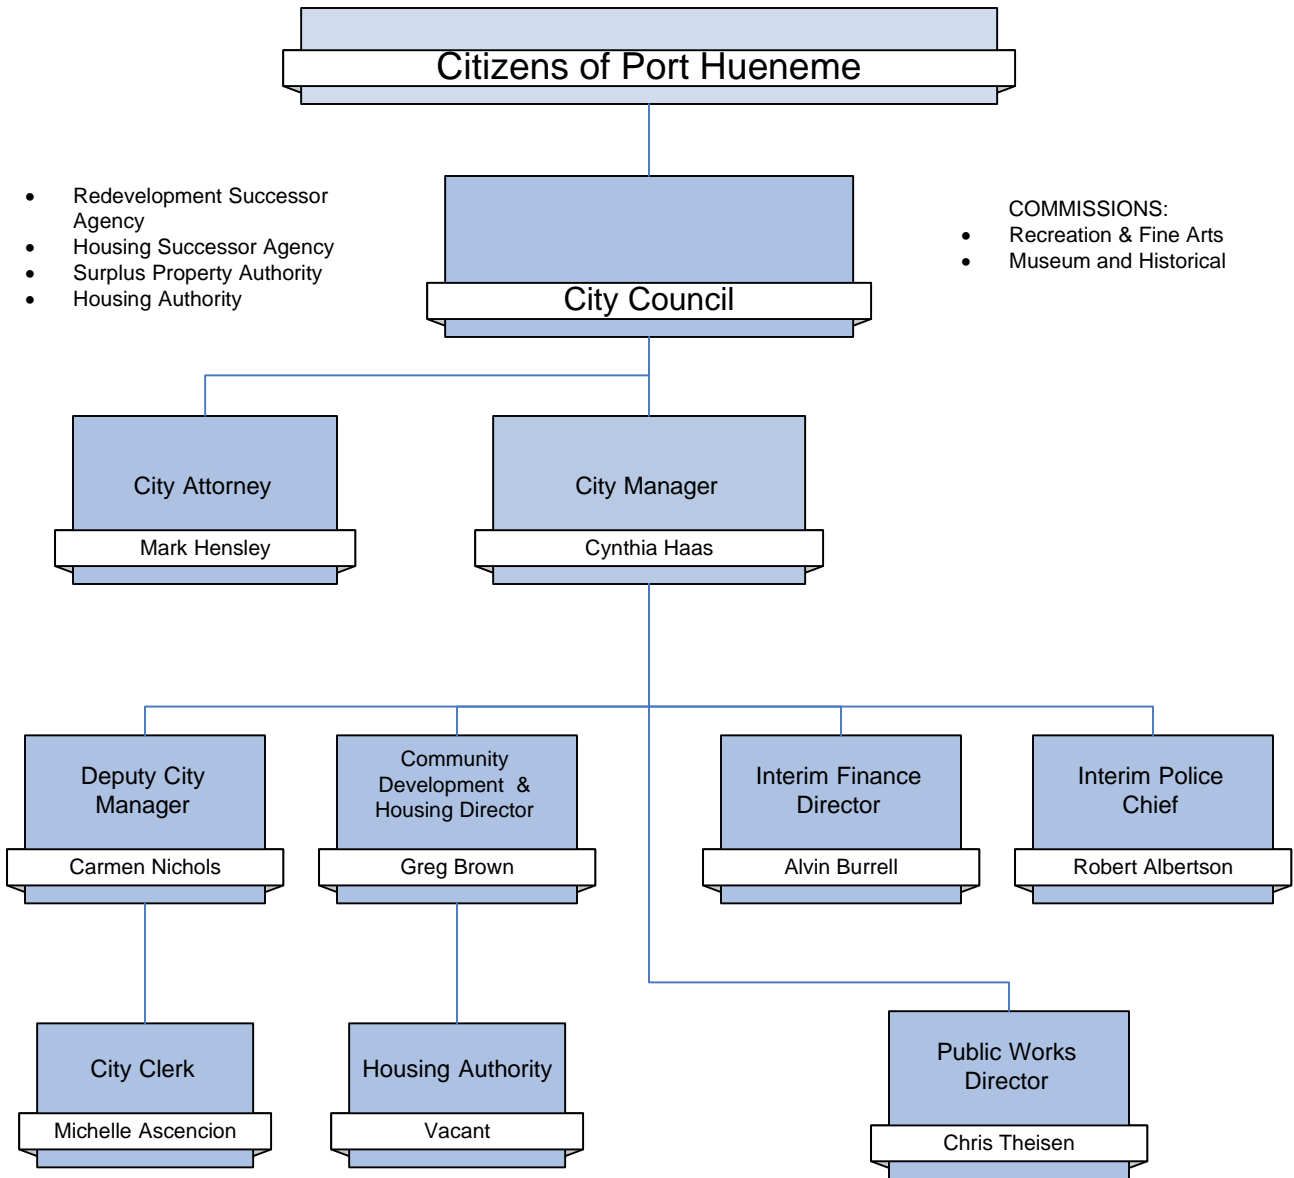 Citizens of Port Hueneme
• Redevelopment Successor
Agency
• Housing Successor Agency
• Surplus Property Authority
• Housing Authority
COMMISSIONS:
• Recreation & Fine Arts
• Museum and Historical
City Council
City Attorney
Mark Hensley
City Manager
Cynthia Haas
Deputy City
Manager
Carmen Nichols
Community
Development &
Housing Director
Greg Brown
Interim Finance
Director
Alvin Burrell
Interim Police
Chief
Robert Albertson
City Clerk
Michelle Ascencion
Housing Authority
Vacant
Public Works
Director
Chris Theisen